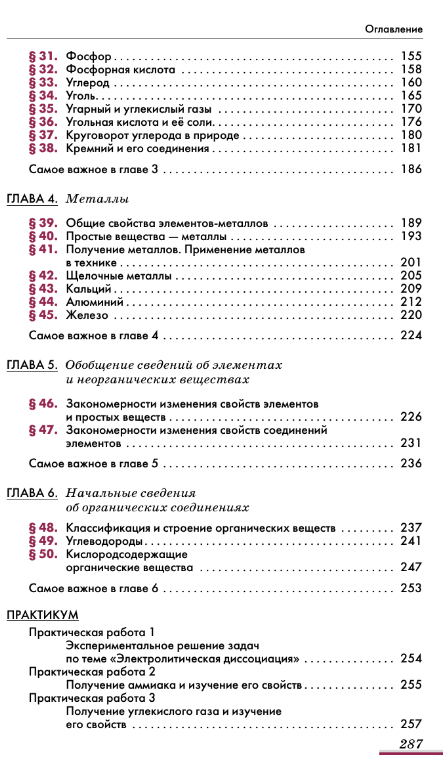 Оглавление
§ 31. Фосфор . . . . . . . . . . . . . . . . . . . . . . . . . . . . . . . . . . . . . . . . 155
§ 32. Фосфорная кислота . . . . . . . . . . . . . . . . . . . . . . . . . . . . . . 158
§ 33. Углерод . . . . . . . . . . . . . . . . . . . . . . . . . . . . . . . . . . . . . . . 160
§ 34. Уголь. . . . . . . . . . . . . . . . . . . . . . . . . . . . . . . . . . . . . . . . . . 165
§ 35. Угарный и углекислый газы . . . . . . . . . . . . . . . . . . . . . . . . . 170
§ 36. Угольная кислота и её соли. . . . . . . . . . . . . . . . . . . . . . . . . 176
§ 37. Круговорот углерода в природе . . . . . . . . . . . . . . . . . . . . . 180
§ 38. Кремний и его соединения . . . . . . . . . . . . . . . . . . . . . . . . . 181
Самое важное в главе 3 . . . . . . . . . . . . . . . . . . . . . . . . . . . . . . . . 186
ГЛАВА 4. Металлы
§ 39. Общие свойства элементов-металлов . . . . . . . . . . . . . . . . . 189
§ 40. Простые вещества — металлы . . . . . . . . . . . . . . . . . . . . . . . 193
§ 41. Получение металлов. Применение металлов
в технике . . . . . . . . . . . . . . . . . . . . . . . . . . . . . . . . . . . . . . 201
§ 42. Щелочные металлы . . . . . . . . . . . . . . . . . . . . . . . . . . . . . . 205
§ 43. Кальций . . . . . . . . . . . . . . . . . . . . . . . . . . . . . . . . . . . . . . . 209
§ 44. Алюминий . . . . . . . . . . . . . . . . . . . . . . . . . . . . . . . . . . . . . 212
§ 45. Железо . . . . . . . . . . . . . . . . . . . . . . . . . . . . . . . . . . . . . . . 220
Самое важное в главе 4 . . . . . . . . . . . . . . . . . . . . . . . . . . . . . . . . 224
ГЛАВА 5. Обобщение сведений об элементах
и неорганических веществах
§ 46. Закономерности изменения свойств элементов
и простых веществ . . . . . . . . . . . . . . . . . . . . . . . . . . . . . . . 226
§ 47. Закономерности изменения свойств соединений
элементов . . . . . . . . . . . . . . . . . . . . . . . . . . . . . . . . . . . . . 231
Самое важное в главе 5 . . . . . . . . . . . . . . . . . . . . . . . . . . . . . . . . 236
ГЛАВА 6. Начальные сведения
об органических соединениях
§ 48. Классификация и строение органических веществ . . . . . . . . . 237
§ 49. Углеводороды . . . . . . . . . . . . . . . . . . . . . . . . . . . . . . . . . . . 241
§ 50. Кислородсодержащие
органические вещества . . . . . . . . . . . . . . . . . . . . . . . . . . . 247
Самое важное в главе 6 . . . . . . . . . . . . . . . . . . . . . . . . . . . . . . . . 253
ПРАКТИКУМ
Практическая работа 1
Экспериментальное решение задач
по теме «Электролитическая диссоциация» . . . . . . . . . . . . . 254
Практическая работа 2
Получение аммиака и изучение его свойств . . . . . . . . . . . . . 255
Практическая работа 3
Получение углекислого газа и изучение
его свойств . . . . . . . . . . . . . . . . . . . . . . . . . . . . . . . . . . . . . 257
287